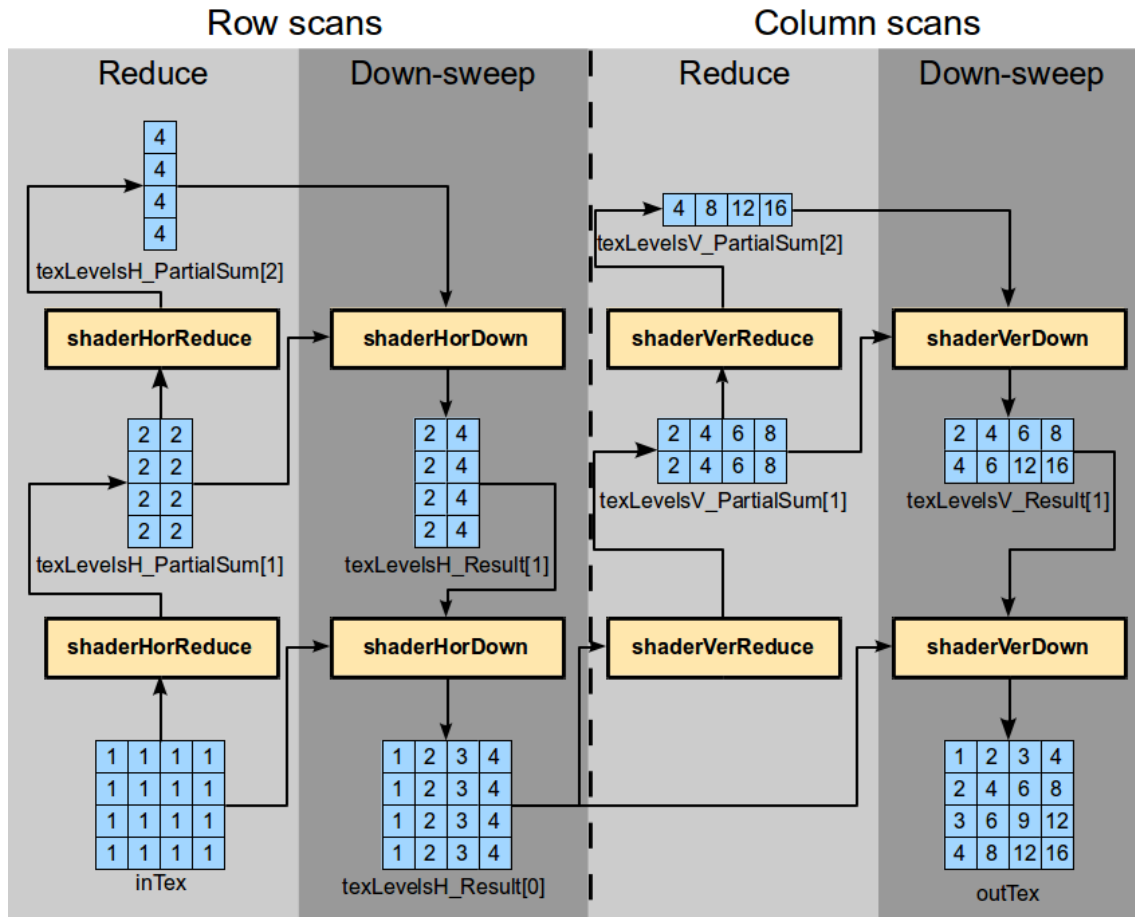 Row scans
Column scans
Reduce
Down-sweep
Reduce
Down-sweep
4
4
4
4
texLevelsH_PartialSum[2]
4 8 12 16
texLevelsV_PartialSum[2]
shaderHorReduce
shaderHorDown
shaderVerReduce
shaderVerDown
2 2
2 2
2 2
2 2
texLevelsH_PartialSum[1]
2 4
2 4
2 4
2 4
texLevelsH_Result[1]
2 4 6 8
2 4 6 8
texLevelsV_PartialSum[1]
2 4 6 8
4 6 12 16
texLevelsV_Result[1]
shaderHorReduce
shaderHorDown
shaderVerReduce
shaderVerDown
1 1 1 1
1 1 1 1
1 1 1 1
1 1 1 1
inTex
1 2 3 4
1 2 3 4
1 2 3 4
1 2 3 4
texLevelsH_Result[0]
1 2 3 4
2 4 6 8
3 6 9 12
4 8 12 16
outTex